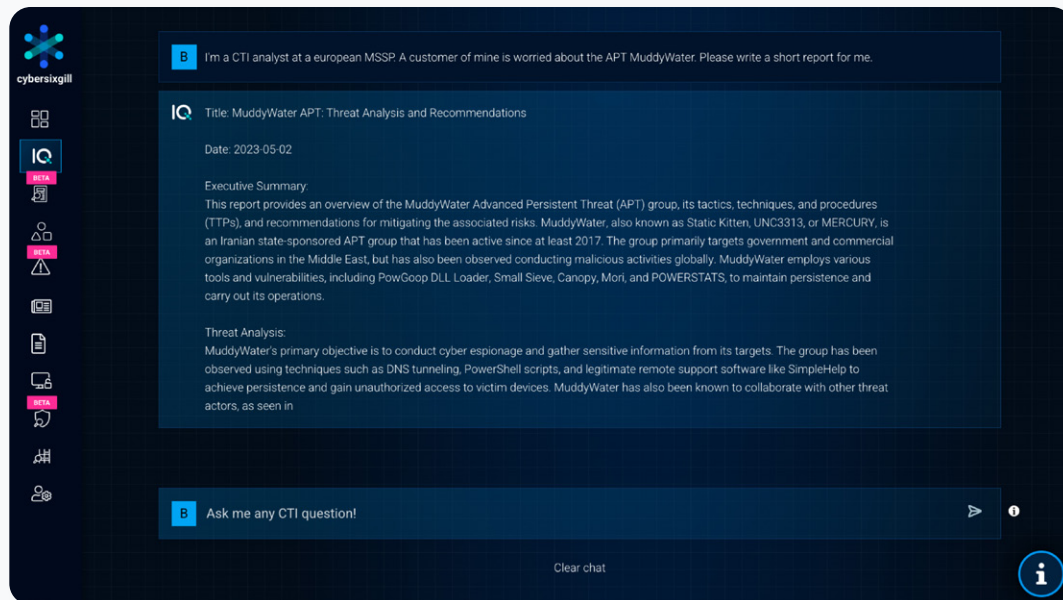 cybersixgill
B I'm a CTI analyst at a european MSSP. A customer of mine is worried about the APT MuddyWater. Please write a short report for me.
IQ
BETA
BETA
BETA
IQ Title: MuddyWater APT: Threat Analysis and Recommendations
Date: 2023-05-02
Executive Summary:
This report provides an overview of the MuddyWater Advanced Persistent Threat (APT) group, its tactics, techniques, and procedures
(TTPs), and recommendations for mitigating the associated risks. MuddyWater, also known as Static Kitten, UNC3313, or MERCURY, is
an Iranian state-sponsored APT group that has been active since at least 2017. The group primarily targets government and commercial
organizations in the Middle East, but has also been observed conducting malicious activities globally. MuddyWater employs various
tools and vulnerabilities, including PowGoop DLL Loader, Small Sieve, Canopy, Mori, and POWERSTATS, to maintain persistence and
carry out its operations.
Threat Analysis:
MuddyWater's primary objective is to conduct cyber espionage and gather sensitive information from its targets. The group has been
observed using techniques such as DNS tunneling, PowerShell scripts, and legitimate remote support software like SimpleHelp to
achieve persistence and gain unauthorized access to victim devices. MuddyWater has also been known to collaborate with other threat
actors, as seen in
B Ask me any CTI question!
Clear chat